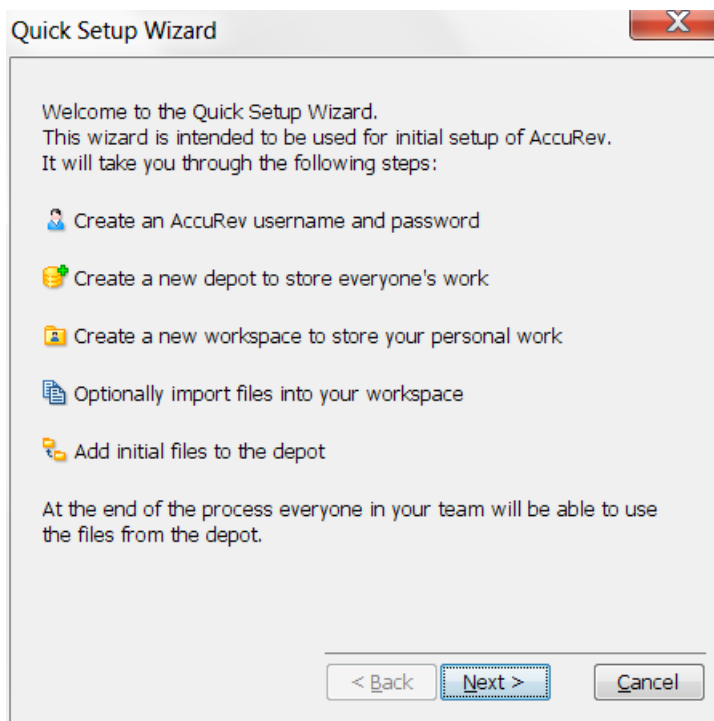 Quick Setup Wizard
Welcome to the Quick Setup Wizard.
This wizard is intended to be used for initial setup of AccuRev.
It will take you through the following steps:
Create an AccuRev username and password
Create a new depot to store everyone's work
Create a new workspace to store your personal work
Optionally import files into your workspace
Add initial files to the depot
At the end of the process everyone in your team will be able to use
the files from the depot.
< Back Next > Cancel